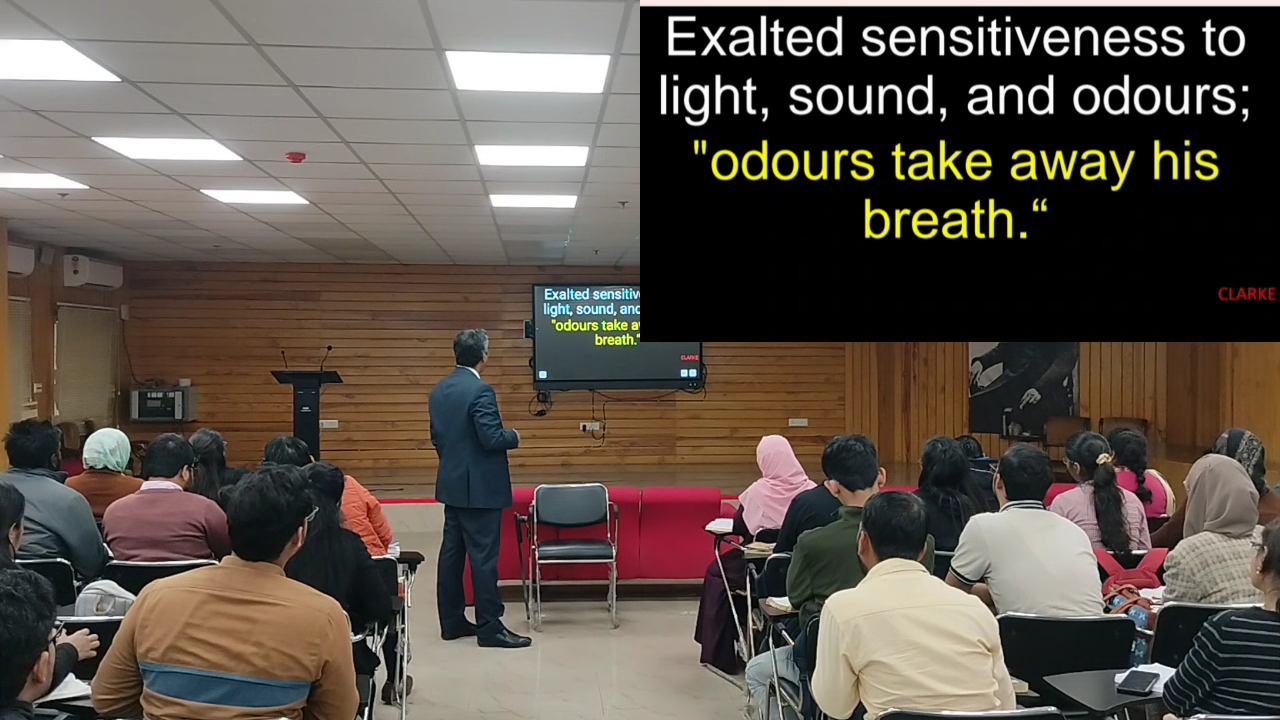 Exalted sensitiveness to
light, sound, and odours;
"odours take away his
breath.“
CLARKE
Exalted sensitiv
light, sound, and
"odours take a
breath."
CLARKE